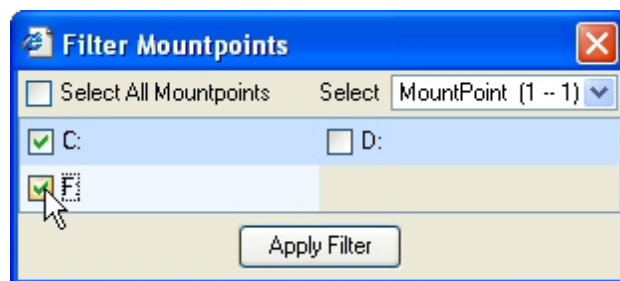 Filter Mountpoints
Select All Mountpoints Select MountPoint (1 -- 1)
C: D:
F:
Apply Filter